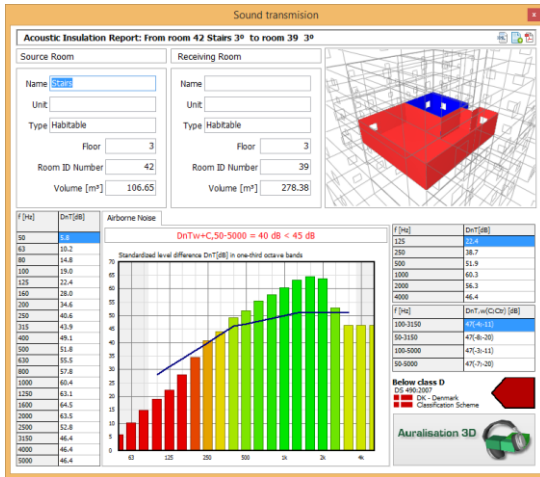 Sound transmision
x
Acoustic Insulation Report: From room 42 Stairs 3º to room 39 3º
Source Room
Receiving Room
Name Stars
Unit
Type Habitable
Floor 3
Room ID Number 42
Volume [m³] 106.65
Name
Unit
Type Habitable
Floor 3
Room ID Number 39
Volume [m³] 278.38
f [Hz] DnT[dB]
50 5.8
63 10.2
80 14.8
100 19.0
125 22.4
160 28.0
200 34.6
250 40.6
315 43.9
400 49.1
500 51.8
630 55.5
800 57.8
1000 60.4
1250 63.1
1600 64.5
2000 63.5
2500 52.8
3150 46.4
4000 46.4
5000 46.4
Airborne Noise
DnTw+C,50-5000 = 40 dB < 45 dB
Standardized level difference DnT[dB] in one-third octave bands
70
65
60
55
50
45
40
35
30
25
20
15
10
5
0
63 125 250 500 1k 2k 4k
f [Hz] DnT[dB]
125 22.4
250 38.7
500 51.9
1000 60.3
2000 56.3
4000 46.4
f [Hz] DnT,w(C;Ctr) [dB]
100-3150 47(-4;-11)
50-3150 47(-8;-20)
100-5000 47(-3;-11)
50-5000 47(-7;-20)
Below class D
DS 490:2007
DK - Denmark
Classification Scheme
Auralisation 3D